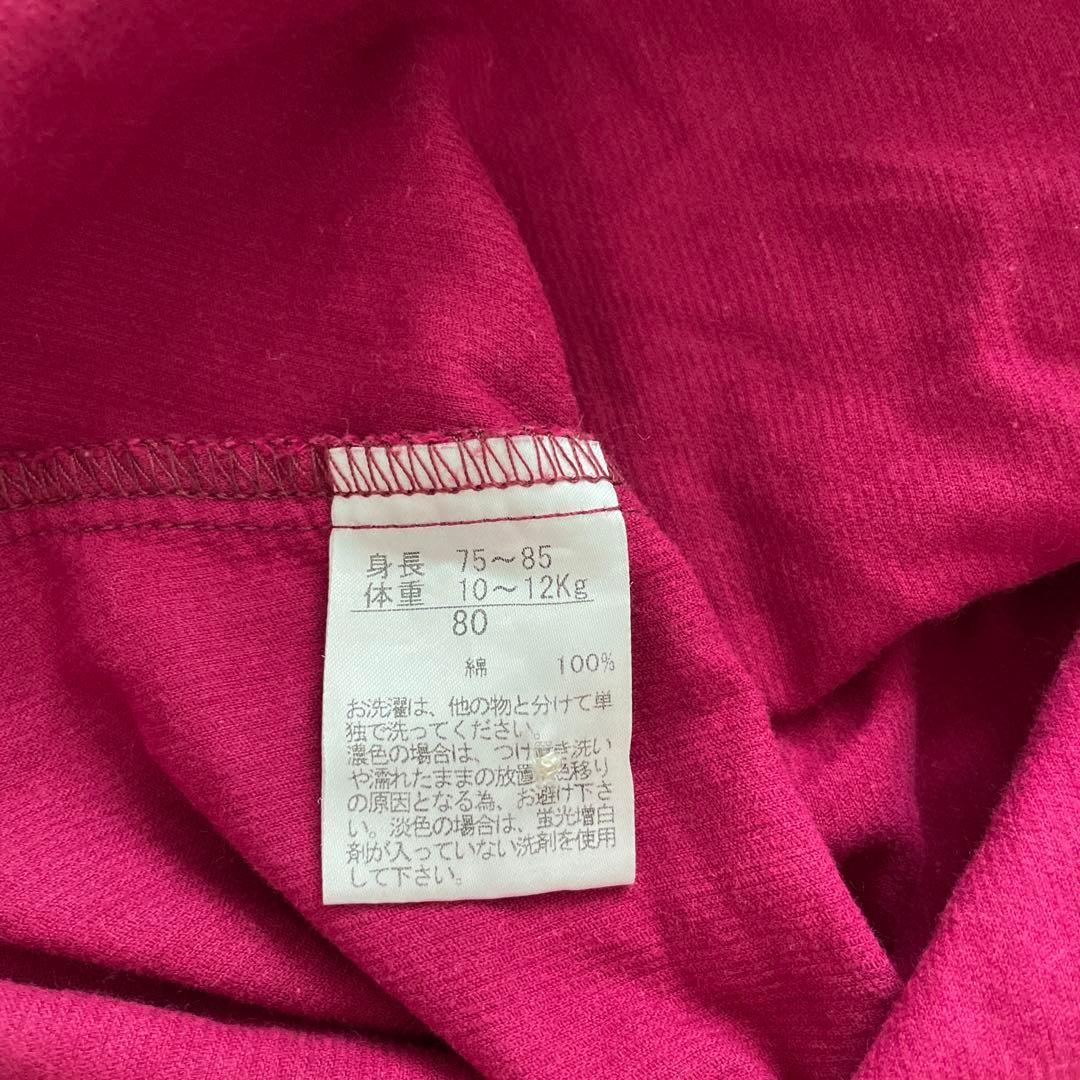 身長 75～85
体重 10～12Kg
80
綿 100%
お洗濯は、他の物と分けて単
独で洗ってください。
濃色の場合は、つけ置き洗い
や濡れたままの放置 色移り
の原因となる為、お避け下さ
い。淡色の場合は、蛍光増白
剤が入っていない洗剤を使用
して下さい。